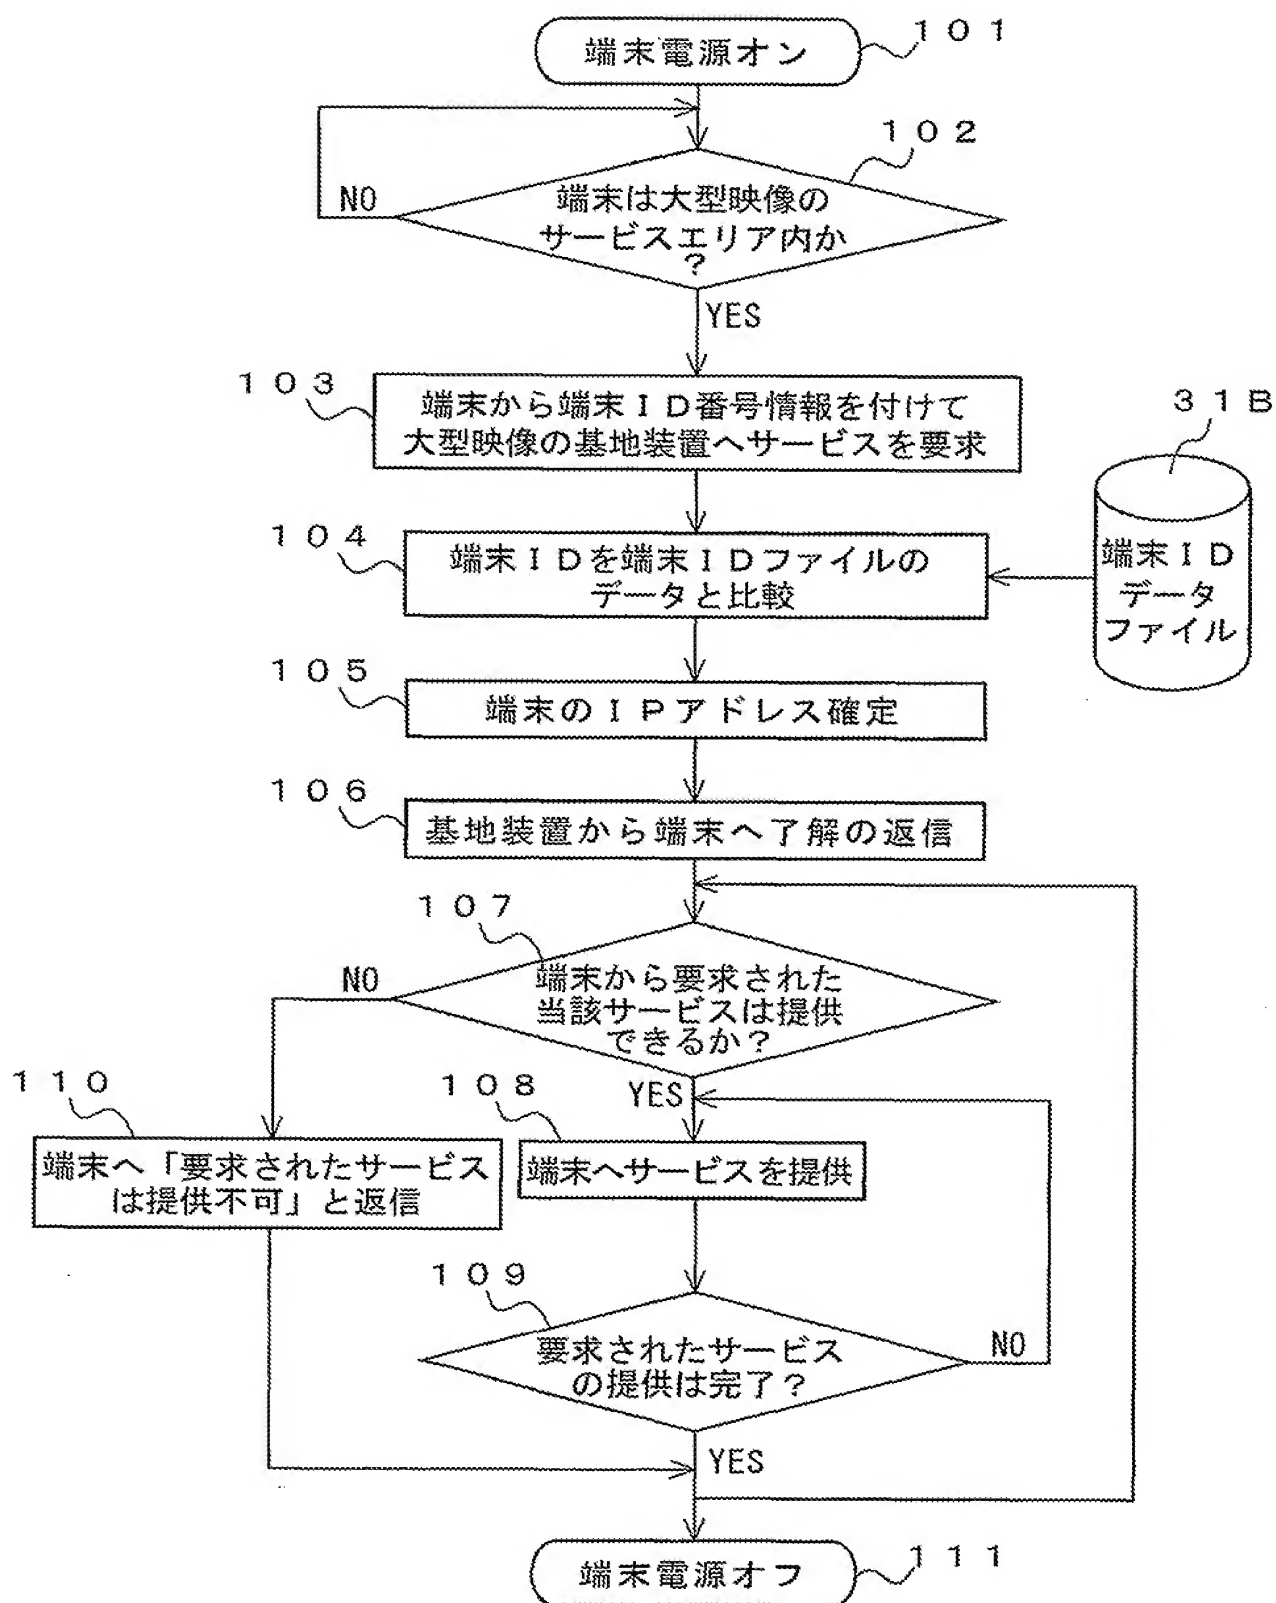 101
端末電源オン
102
端末は大型映像の
サービスエリア内か
?
NO
YES
103
端末から端末ID番号情報を付けて
大型映像の基地装置へサービスを要求
31B
端末ID
データ
ファイル
104
端末IDを端末IDファイルの
データと比較
105
端末のIPアドレス確定
106
基地装置から端末へ了解の返信
107
端末から要求された
当該サービスは提供
できるか?
NO
YES
110
端末へ「要求されたサービス
は提供不可」と返信
108
端末へサービスを提供
109
要求されたサービス
の提供は完了?
NO
YES
端末電源オフ
111